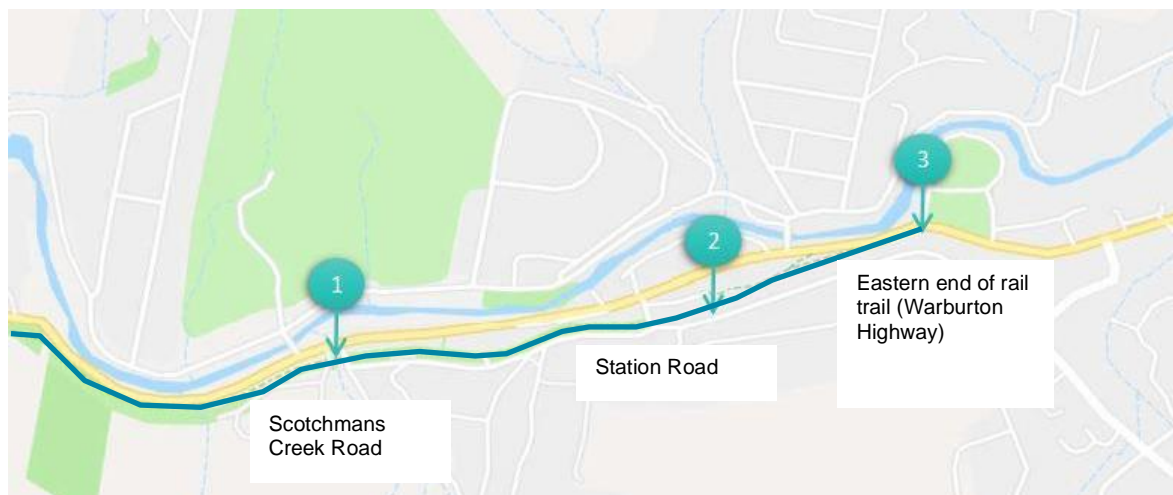 1
2
3
Scotchmans
Creek Road
Station Road
Eastern end of rail
trail (Warburton
Highway)